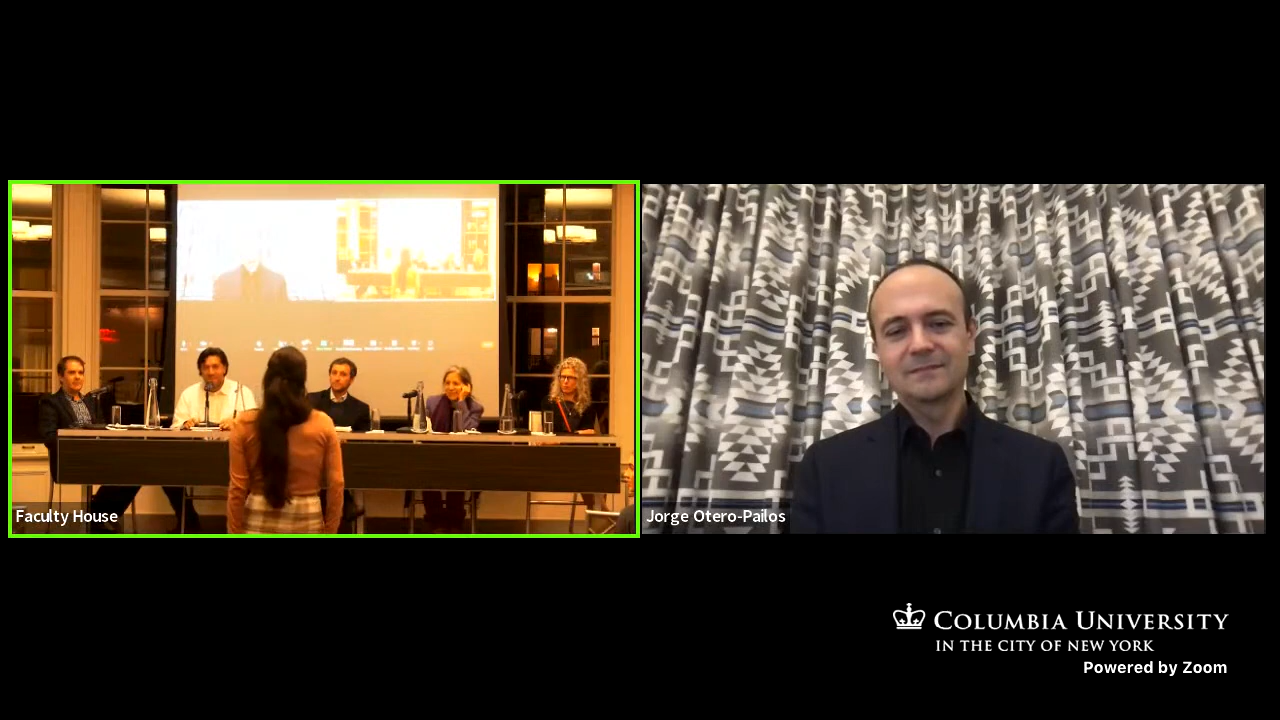 Faculty House
Jorge Otero-Pailos
COLUMBIA UNIVERSITY
IN THE CITY OF NEW YORK
Powered by Zoom